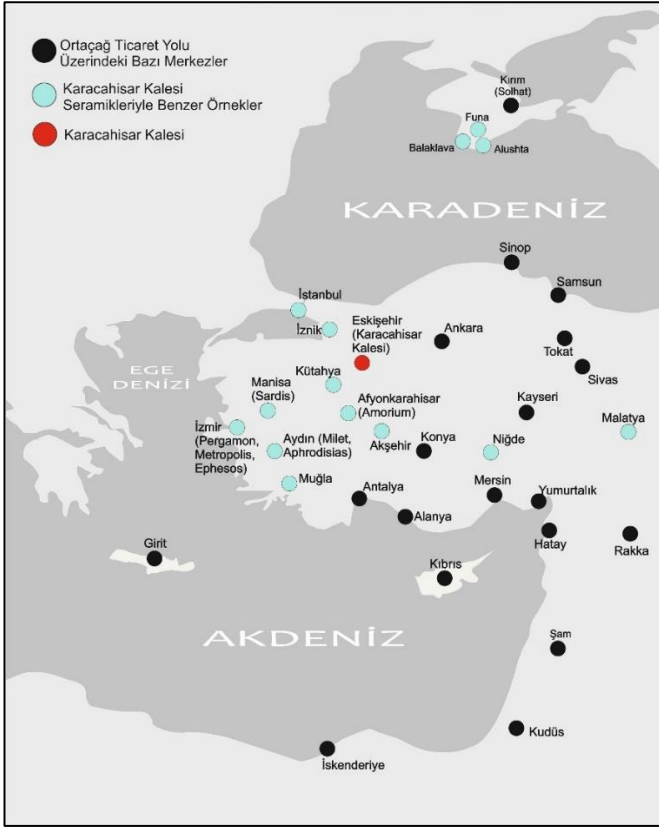 Ortaçağ Ticaret Yolu
Üzerindeki Bazı Merkezler
Karacahisar Kalesi
Seramikleriyle Benzer Örnekler
Karacahisar Kalesi
Kırım
(Solhat)
Funa
Balaklava
Alushta
KARADENİZ
Sinop
Samsun
İstanbul
İznik
Eskişehir
(Karacahisar
Kalesi)
Ankara
Tokat
Sivas
EGE
DENİZİ
Kütahya
Manisa
(Sardis)
Afyonkarahisar
(Amorium)
Kayseri
Malatya
İzmir
(Pergamon,
Metropolis,
Ephesos)
Aydın (Milet,
Aphrodisias)
Akşehir
Konya
Niğde
Muğla
Antalya
Alanya
Mersin
Yumurtalık
Hatay
Rakka
Girit
Kıbrıs
AKDENİZ
Şam
Kudüs
İskenderiye